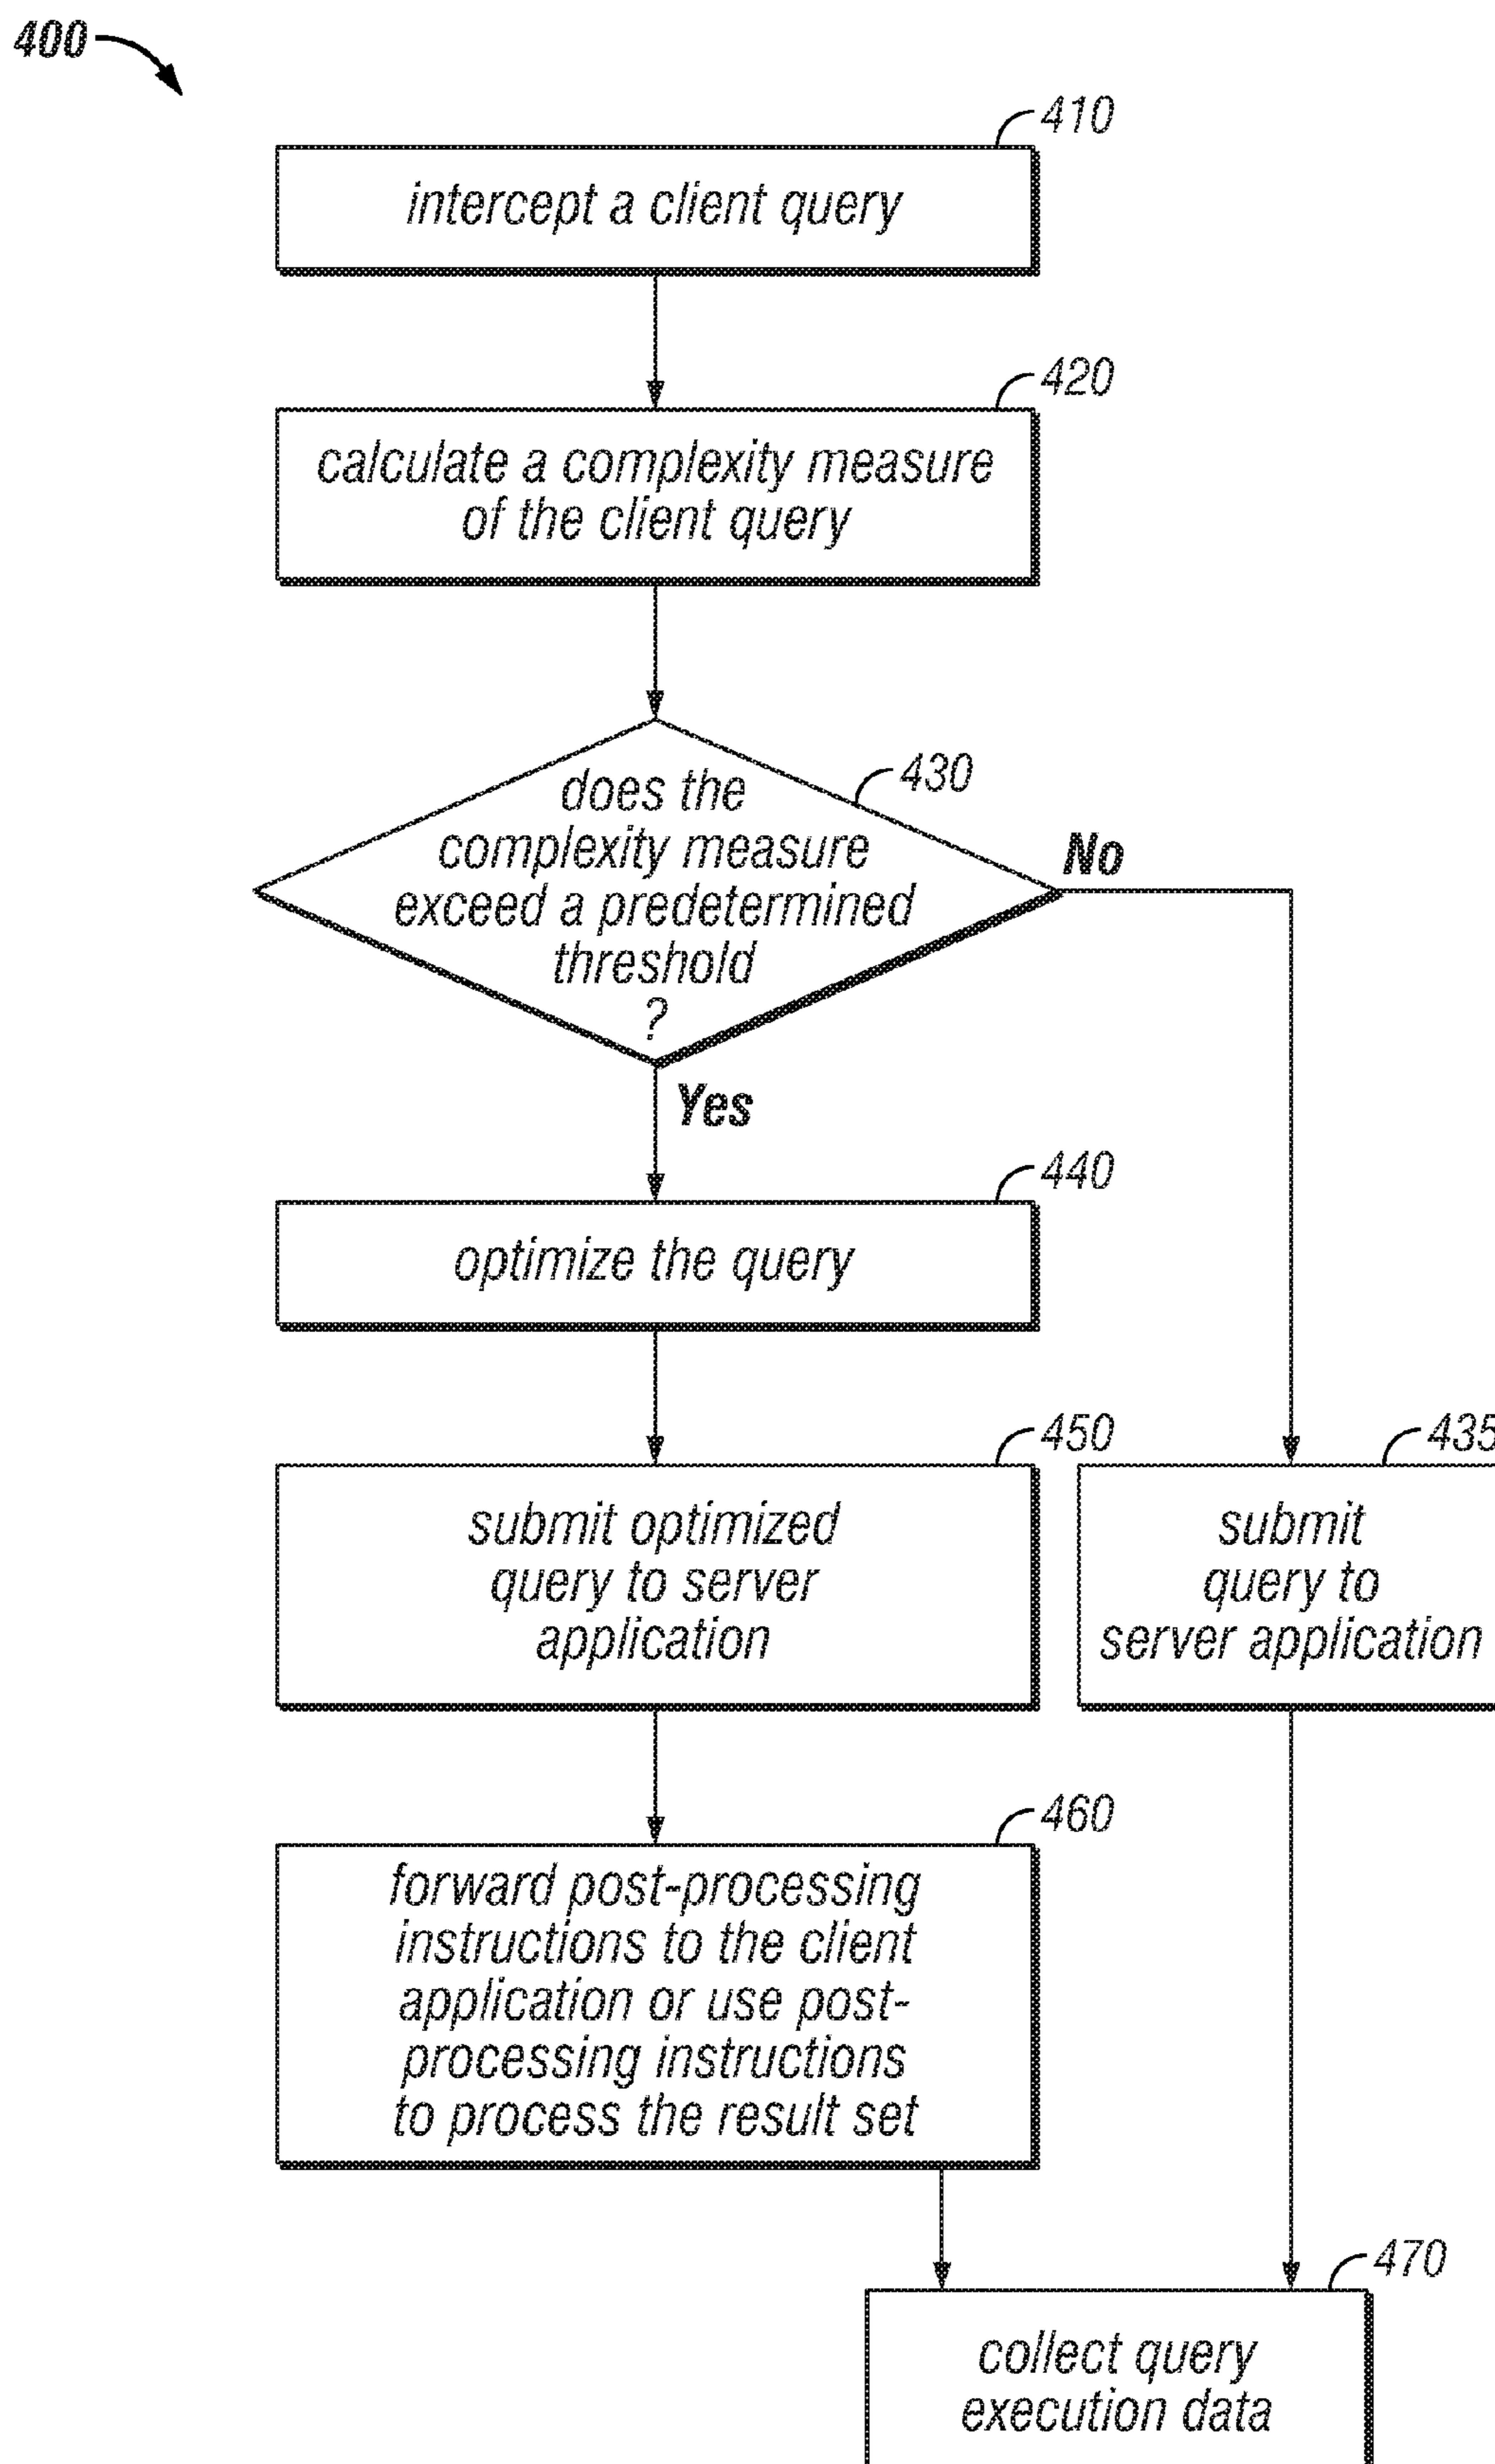 400
410
intercept a client query
420
calculate a complexity measure
of the client query
430
does the
complexity measure
exceed a predetermined
threshold
?
No
Yes
440
optimize the query
450
submit optimized
query to server
application
435
submit
query to
server application
460
forward post-processing
instructions to the client
application or use post-
processing instructions
to process the result set
470
collect query
execution data